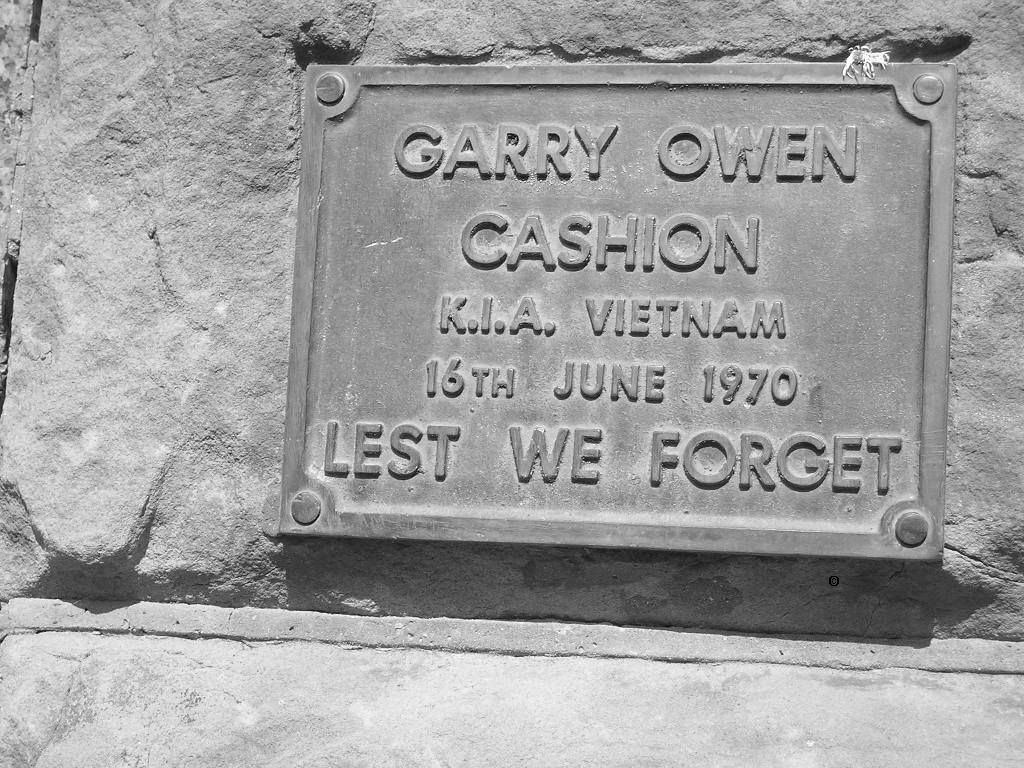 GARRY OWEN
CASHION
K.I.A. VIETNAM
16TH JUNE 1970
LEST WE FORGET